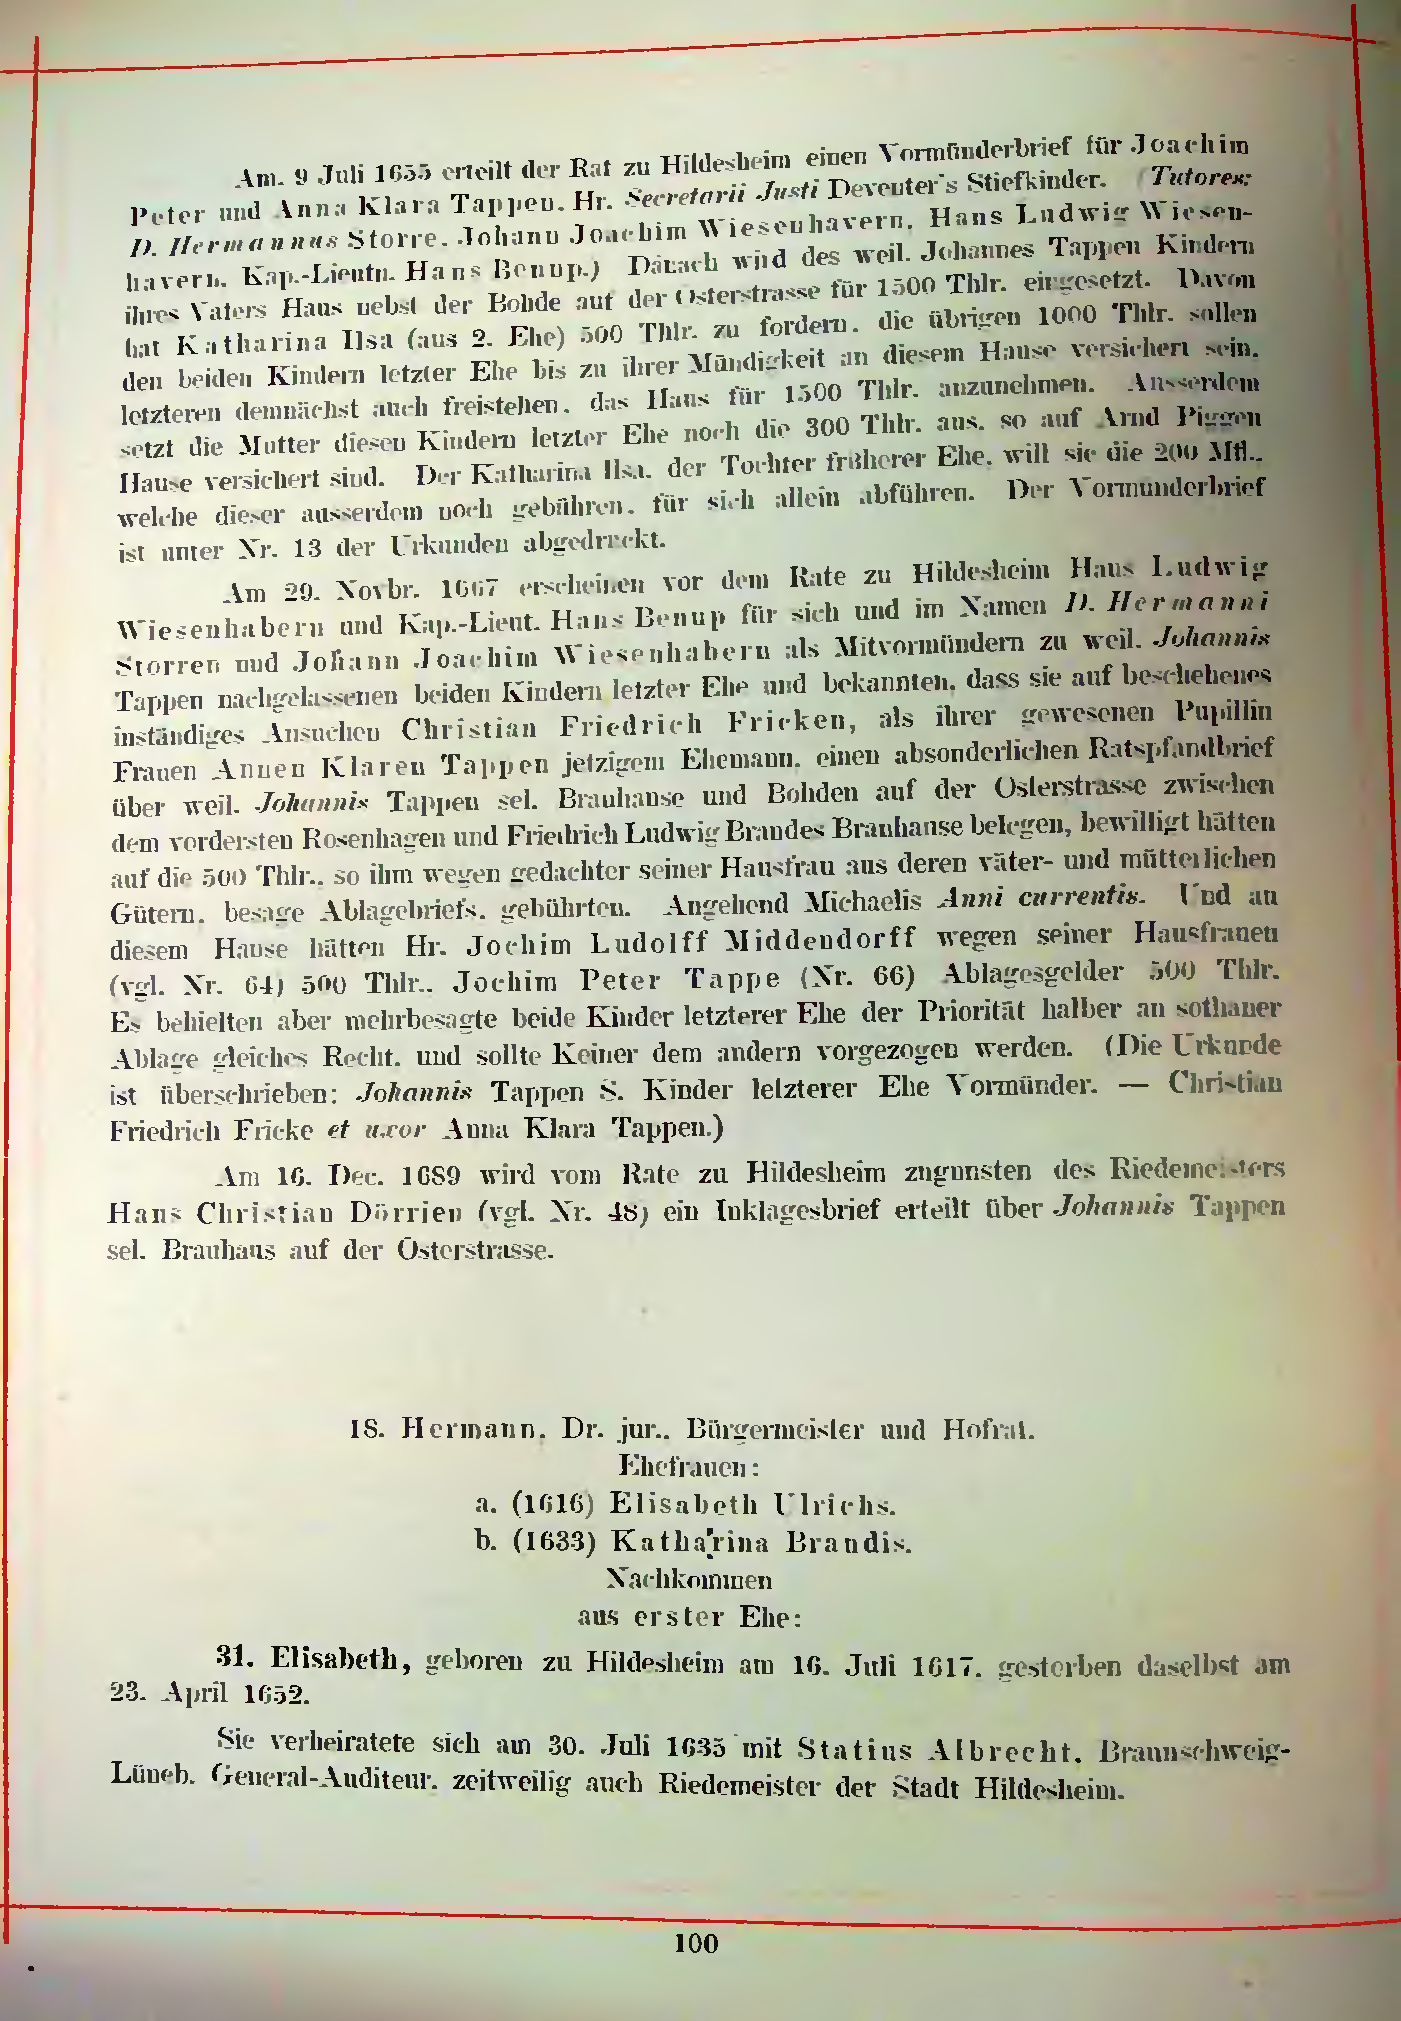 Am. 9 Juli 1655 erteilt der Rat zu Hildesheim einen Vormünderbrief für Joachim
Peter und Anna Klara Tappen. Hr. Secretarii Justi Deventer's Stiefkinder. (Tutores:
D. Hermannus Storre. Johann Joachim Wiesenhavern. Hans Ludwig Wiesen-
havern. Kap.-Lieutn. Hans Benup.) Danach wird des weil. Johannes Tappen Kindern
ihres Vaters Haus nebst der Bohde auf der Osterstrasse für 1500 Thlr. eingesetzt. Davon
hat Katharina Ilsa (aus 2. Ehe) 500 Thlr. zu fordern. die übrigen 1000 Thlr. sollen
den beiden Kindern letzter Ehe bis zu ihrer Mündigkeit an diesem Hause versichert sein.
letzteren demnächst auch freistehen. das Haus für 1500 Thlr. anzunehmen. Ausserdem
setzt die Mutter diesen Kindern letzter Ehe noch die 300 Thlr. aus. so auf Arnd Piggen
Hause versichert sind. Der Katharina Ilsa. der Tochter früherer Ehe. will sie die 200 Mfl..
welche dieser ausserdem noch gebühren. für sich allein abführen. Der Vormünderbrief
ist unter Nr. 13 der Urkunden abgedruckt.
Am 29. Novbr. 1667 erscheinen vor dem Rate zu Hildesheim Hans Ludwig
Wiesenhabern und Kap.-Lieut. Hans Benup für sich und im Namen D. Hermanni
Storren und Johann Joachim Wiesenhabern als Mitvormündern zu weil. Johannis
Tappen nachgelassenen beiden Kindern letzter Ehe und bekannten. dass sie auf beschehenes
inständiges Ansuchen Christian Friedrich Fricken, als ihrer gewesenen Pupillin
Frauen Annen Klaren Tappen jetzigem Ehemann. einen absonderlichen Ratspfandbrief
über weil. Johannis Tappen sel. Brauhause und Bohden auf der Osterstrasse zwischen
dem vordersten Rosenhagen und Friedrich Ludwig Brandes Brauhause belegen, bewilligt hätten
auf die 500 Thlr.. so ihm wegen gedachter seiner Hausfrau aus deren väter- und mütterlichen
Gütern. besage Ablagebriefs. gebührten. Angehend Michaelis Anni currentis. Und an
diesem Hause hätten Hr. Jochim Ludolff Middendorff wegen seiner Hausfrauen
(vgl. Nr. 64) 500 Thlr.. Jochim Peter Tappe (Nr. 66) Ablagesgelder 500 Thlr.
Es behielten aber mehrbesagte beide Kinder letzterer Ehe der Priorität halber an sothaner
Ablage gleiches Recht. und sollte Keiner dem andern vorgezogen werden. (Die Urkunde
ist überschrieben: Johannis Tappen S. Kinder letzterer Ehe Vormünder. — Christian
Friedrich Fricke et uxor Anna Klara Tappen.)
Am 16. Dec. 1689 wird vom Rate zu Hildesheim zugunsten des Riedemeisters
Hans Christian Dörrien (vgl. Nr. 48) ein Inklagesbrief erteilt über Johannis Tappen
sel. Brauhaus auf der Osterstrasse.
18. Hermann. Dr. jur.. Bürgermeister und Hofrat.
Ehefrauen:
a. (1616) Elisabeth Ulrichs.
b. (1633) Katharina Brandis.
Nachkommen
aus erster Ehe:
31. Elisabeth, geboren zu Hildesheim am 16. Juli 1617. gestorben daselbst am
23. April 1652.
Sie verheiratete sich am 30. Juli 1635 mit Statius Albrecht. Braunschweig-
Lüneb. General-Auditeur. zeitweilig auch Riedemeister der Stadt Hildesheim.
100